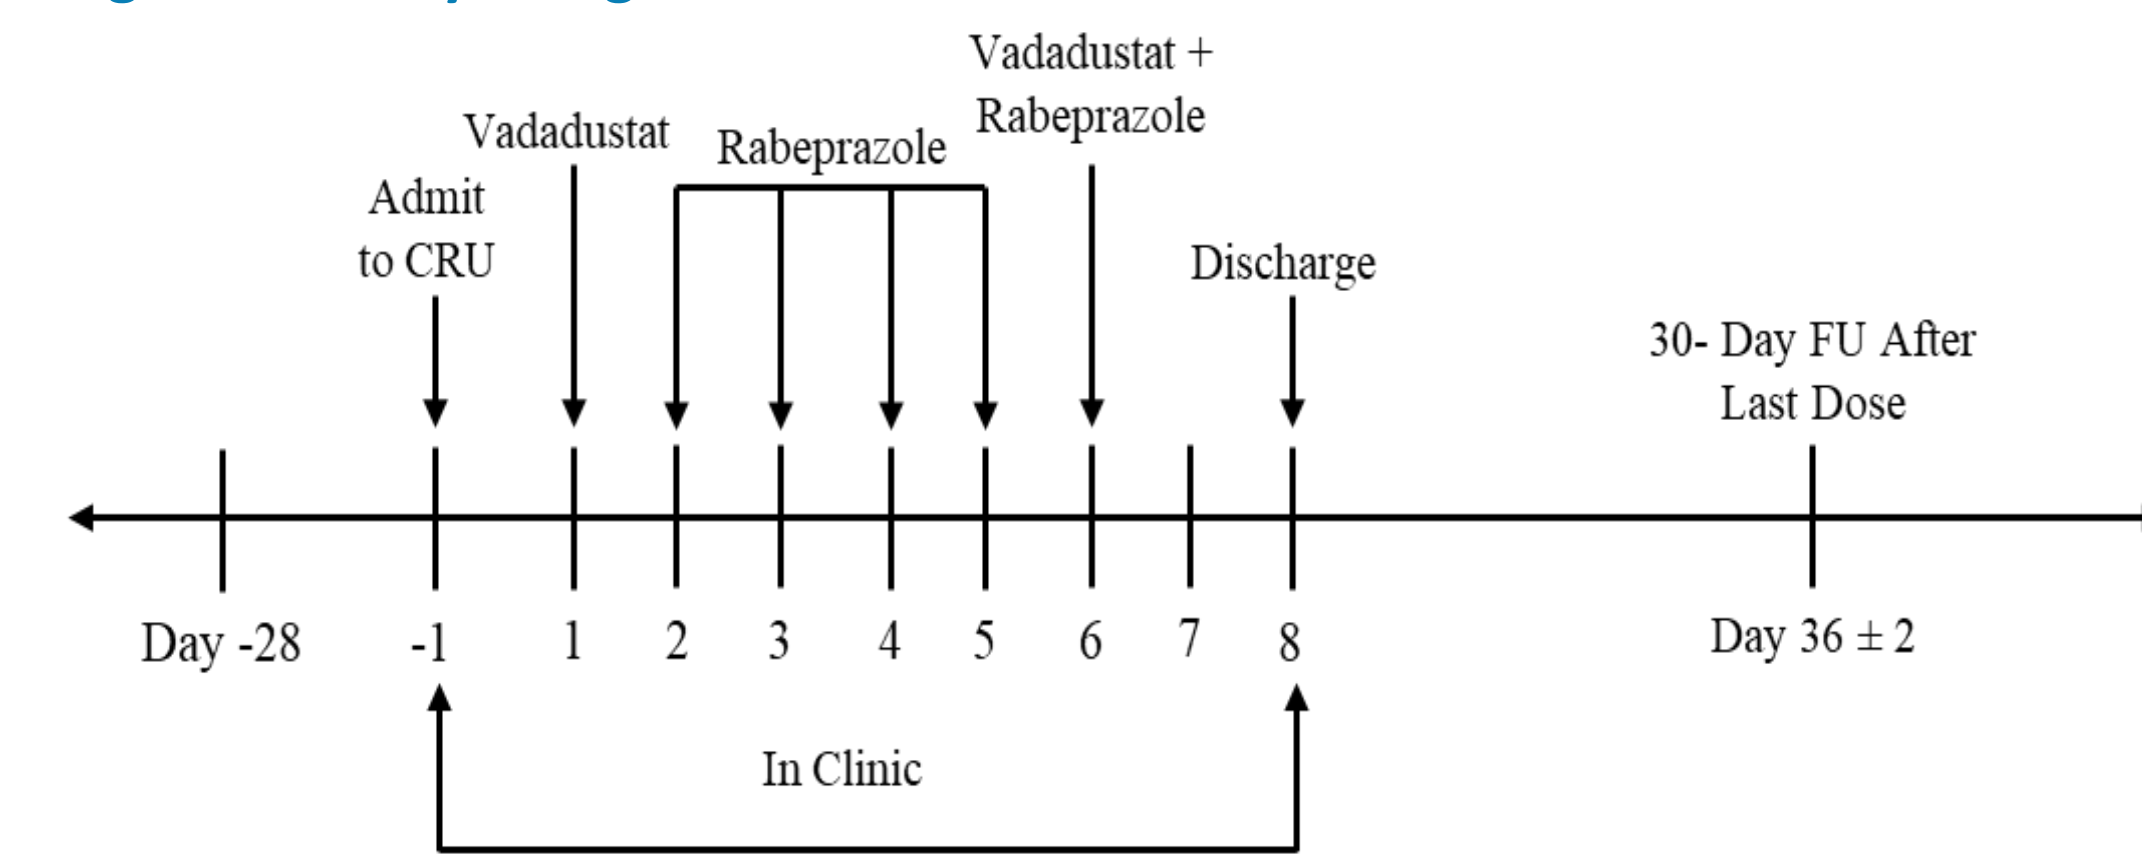 Vadadustat +
Rabeprazole
Vadadustat
Rabeprazole
Admit
to CRU
Discharge
30- Day FU After
Last Dose
Day -28
-1
1
2
3
4
5
6
7
8
Day 36 ± 2
In Clinic